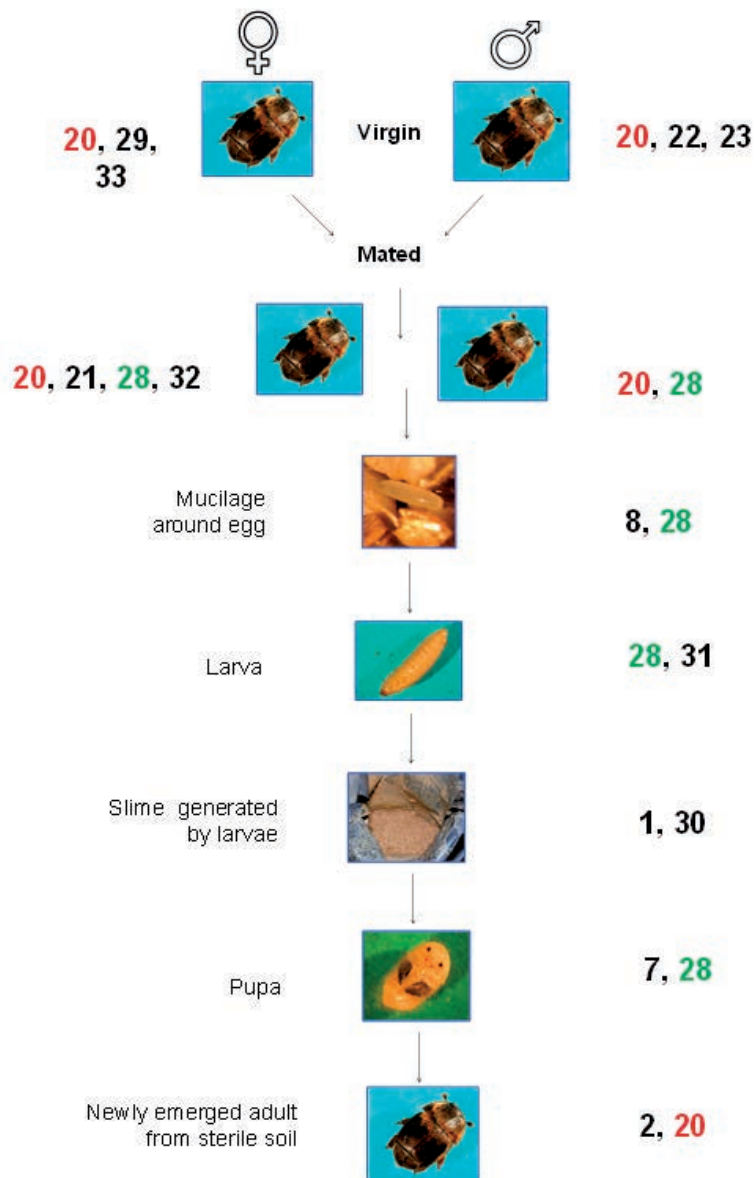 ♀ ♂
20, 29,
33
Virgin
20, 22, 23
Mated
20, 21, 28, 32
20, 28
Mucilage
around egg
8, 28
Larva
28, 31
Slime generated
by larvae
1, 30
Pupa
7, 28
Newly emerged adult
from sterile soil
2, 20